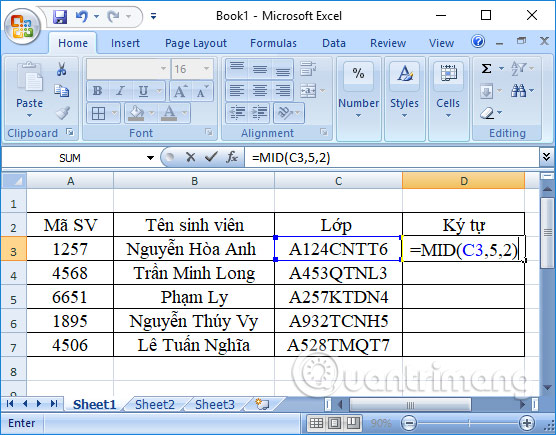 Book1 - Microsoft Excel
Home Insert Page Layout Formulas Data Review View
Paste
Clipboard
16
B I U A A
Font
Alignment
%
Number
A
Styles
Cells
Σ
Editing
SUM fx =MID(C3,5,2)
A B C D
1
2 Mã SV Tên sinh viên Lớp Ký tự
3 1257 Nguyễn Hòa Anh A124CNTT6 =MID(C3,5,2)
4 4568 Trần Minh Long A453QTNL3
5 6651 Phạm Ly A257KTDN4
6 1895 Nguyễn Thúy Vy A932TCNH5
7 4506 Lê Tuấn Nghĩa A528TMQT7
8
Quantrimang
Sheet1 Sheet2 Sheet3
Enter 90%